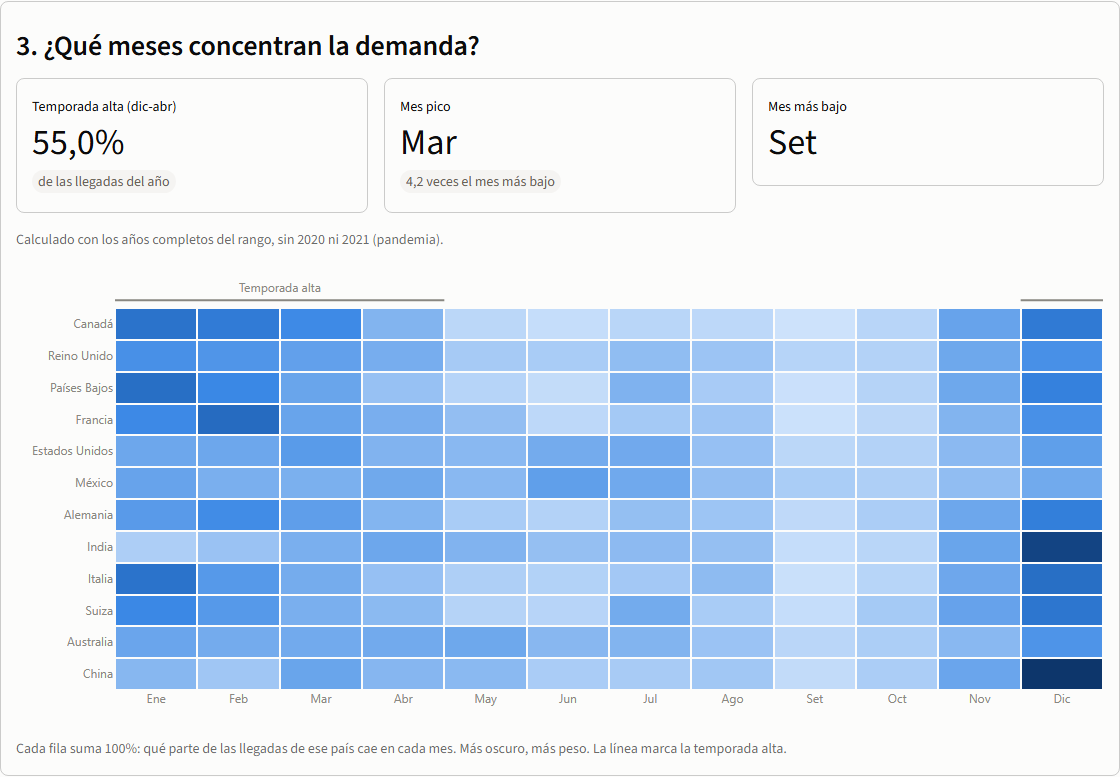 3. ¿Qué meses concentran la demanda?
Temporada alta (dic-abr)
55,0%
de las llegadas del año
Mes pico
Mar
4,2 veces el mes más bajo
Mes más bajo
Set
Calculado con los años completos del rango, sin 2020 ni 2021 (pandemia).
Temporada alta
Canadá
Reino Unido
Países Bajos
Francia
Estados Unidos
México
Alemania
India
Italia
Suiza
Australia
China
Ene Feb Mar Abr May Jun Jul Ago Set Oct Nov Dic
Cada fila suma 100%: qué parte de las llegadas de ese país cae en cada mes. Más oscuro, más peso. La línea marca la temporada alta.